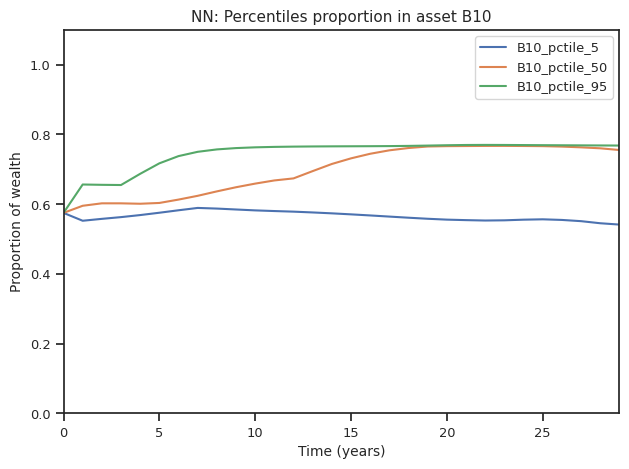 NN: Percentiles proportion in asset B10
B10_pctile_5
B10_pctile_50
B10_pctile_95
Proportion of wealth
1.0
0.8
0.6
0.4
0.2
0.0
0 5 10 15 20 25
Time (years)